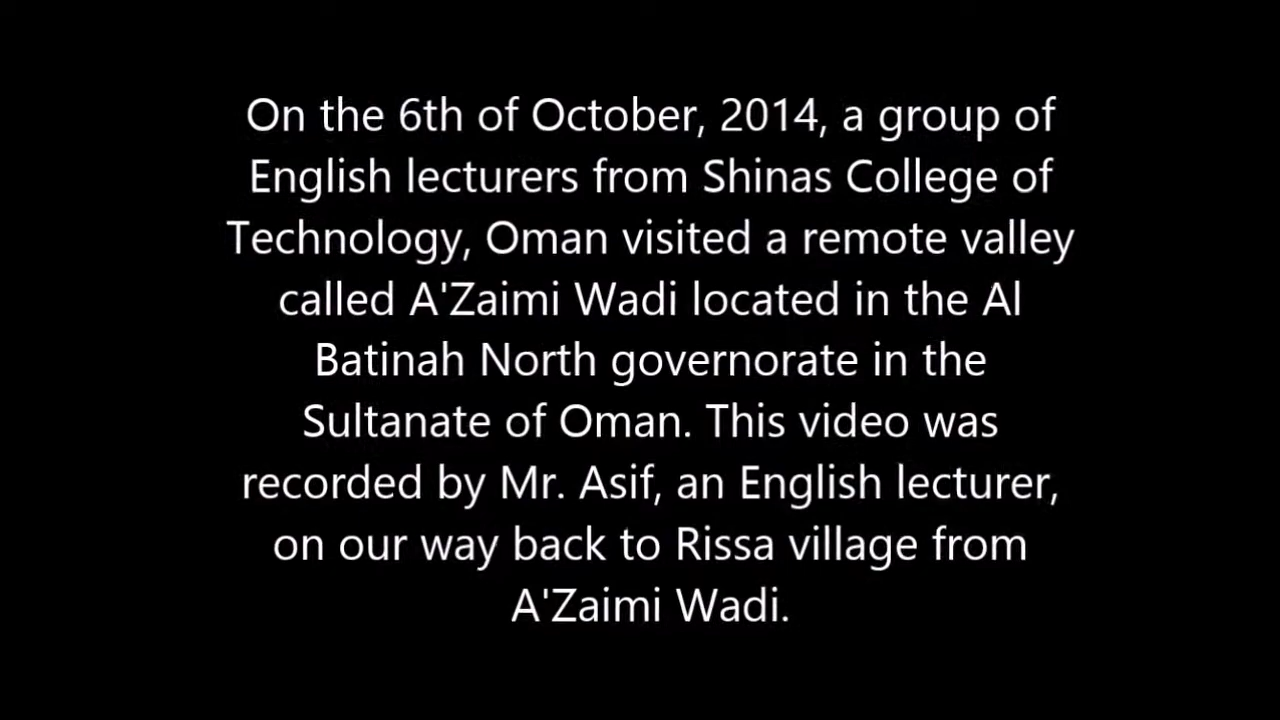 On the 6th of October, 2014, a group of
English lecturers from Shinas College of
Technology, Oman visited a remote valley
called A'Zaimi Wadi located in the Al
Batinah North governorate in the
Sultanate of Oman. This video was
recorded by Mr. Asif, an English lecturer,
on our way back to Rissa village from
A'Zaimi Wadi.